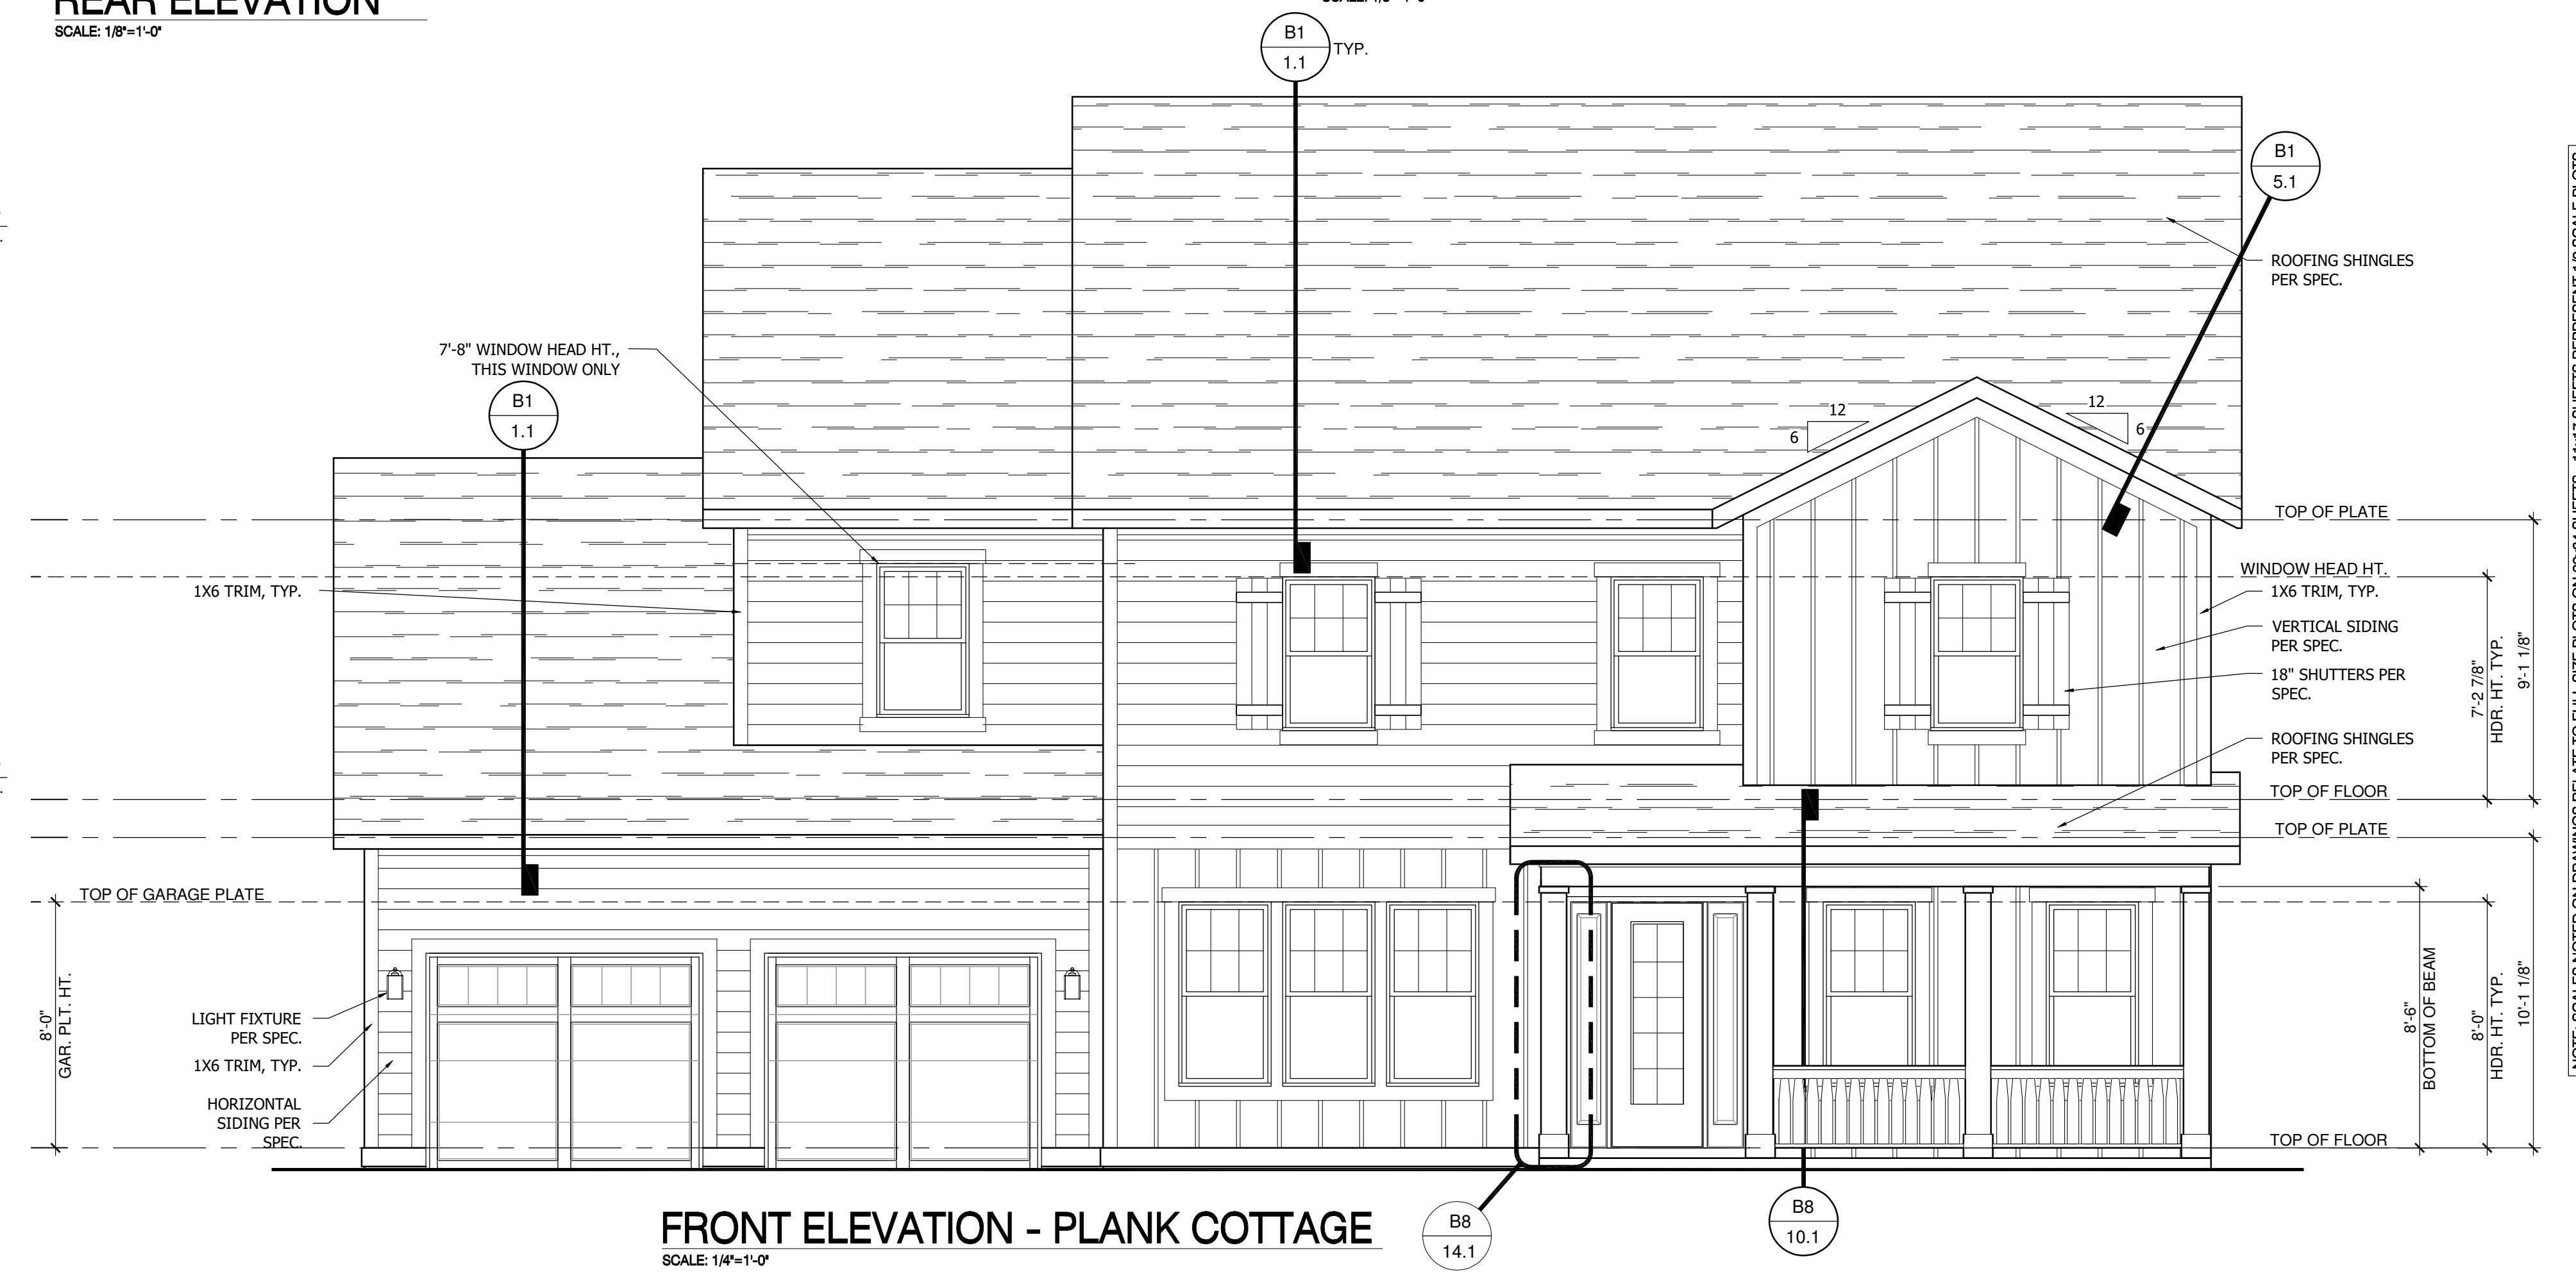 REAR ELEVATION
SCALE: 1/8"=1'-0"
B1
1.1
TYP.
B1
5.1
ROOFING SHINGLES
PER SPEC.
7'-8" WINDOW HEAD HT.,
THIS WINDOW ONLY
B1
1.1
12
6
12
6
TOP OF PLATE
WINDOW HEAD HT.
1X6 TRIM, TYP.
1X6 TRIM, TYP.
VERTICAL SIDING
PER SPEC.
18" SHUTTERS PER
SPEC.
7'-2 7/8"
HDR. HT. TYP.
9'-1 1/8"
ROOFING SHINGLES
PER SPEC.
TOP OF FLOOR
TOP OF PLATE
TOP OF GARAGE PLATE
8'-0"
GAR. PLT. HT.
LIGHT FIXTURE
PER SPEC.
1X6 TRIM, TYP.
HORIZONTAL
SIDING PER
SPEC.
8'-6"
BOTTOM OF BEAM
8'-0"
HDR. HT. TYP.
10'-1 1/8"
TOP OF FLOOR
FRONT ELEVATION - PLANK COTTAGE
SCALE: 1/4"=1'-0"
B8
14.1
B8
10.1